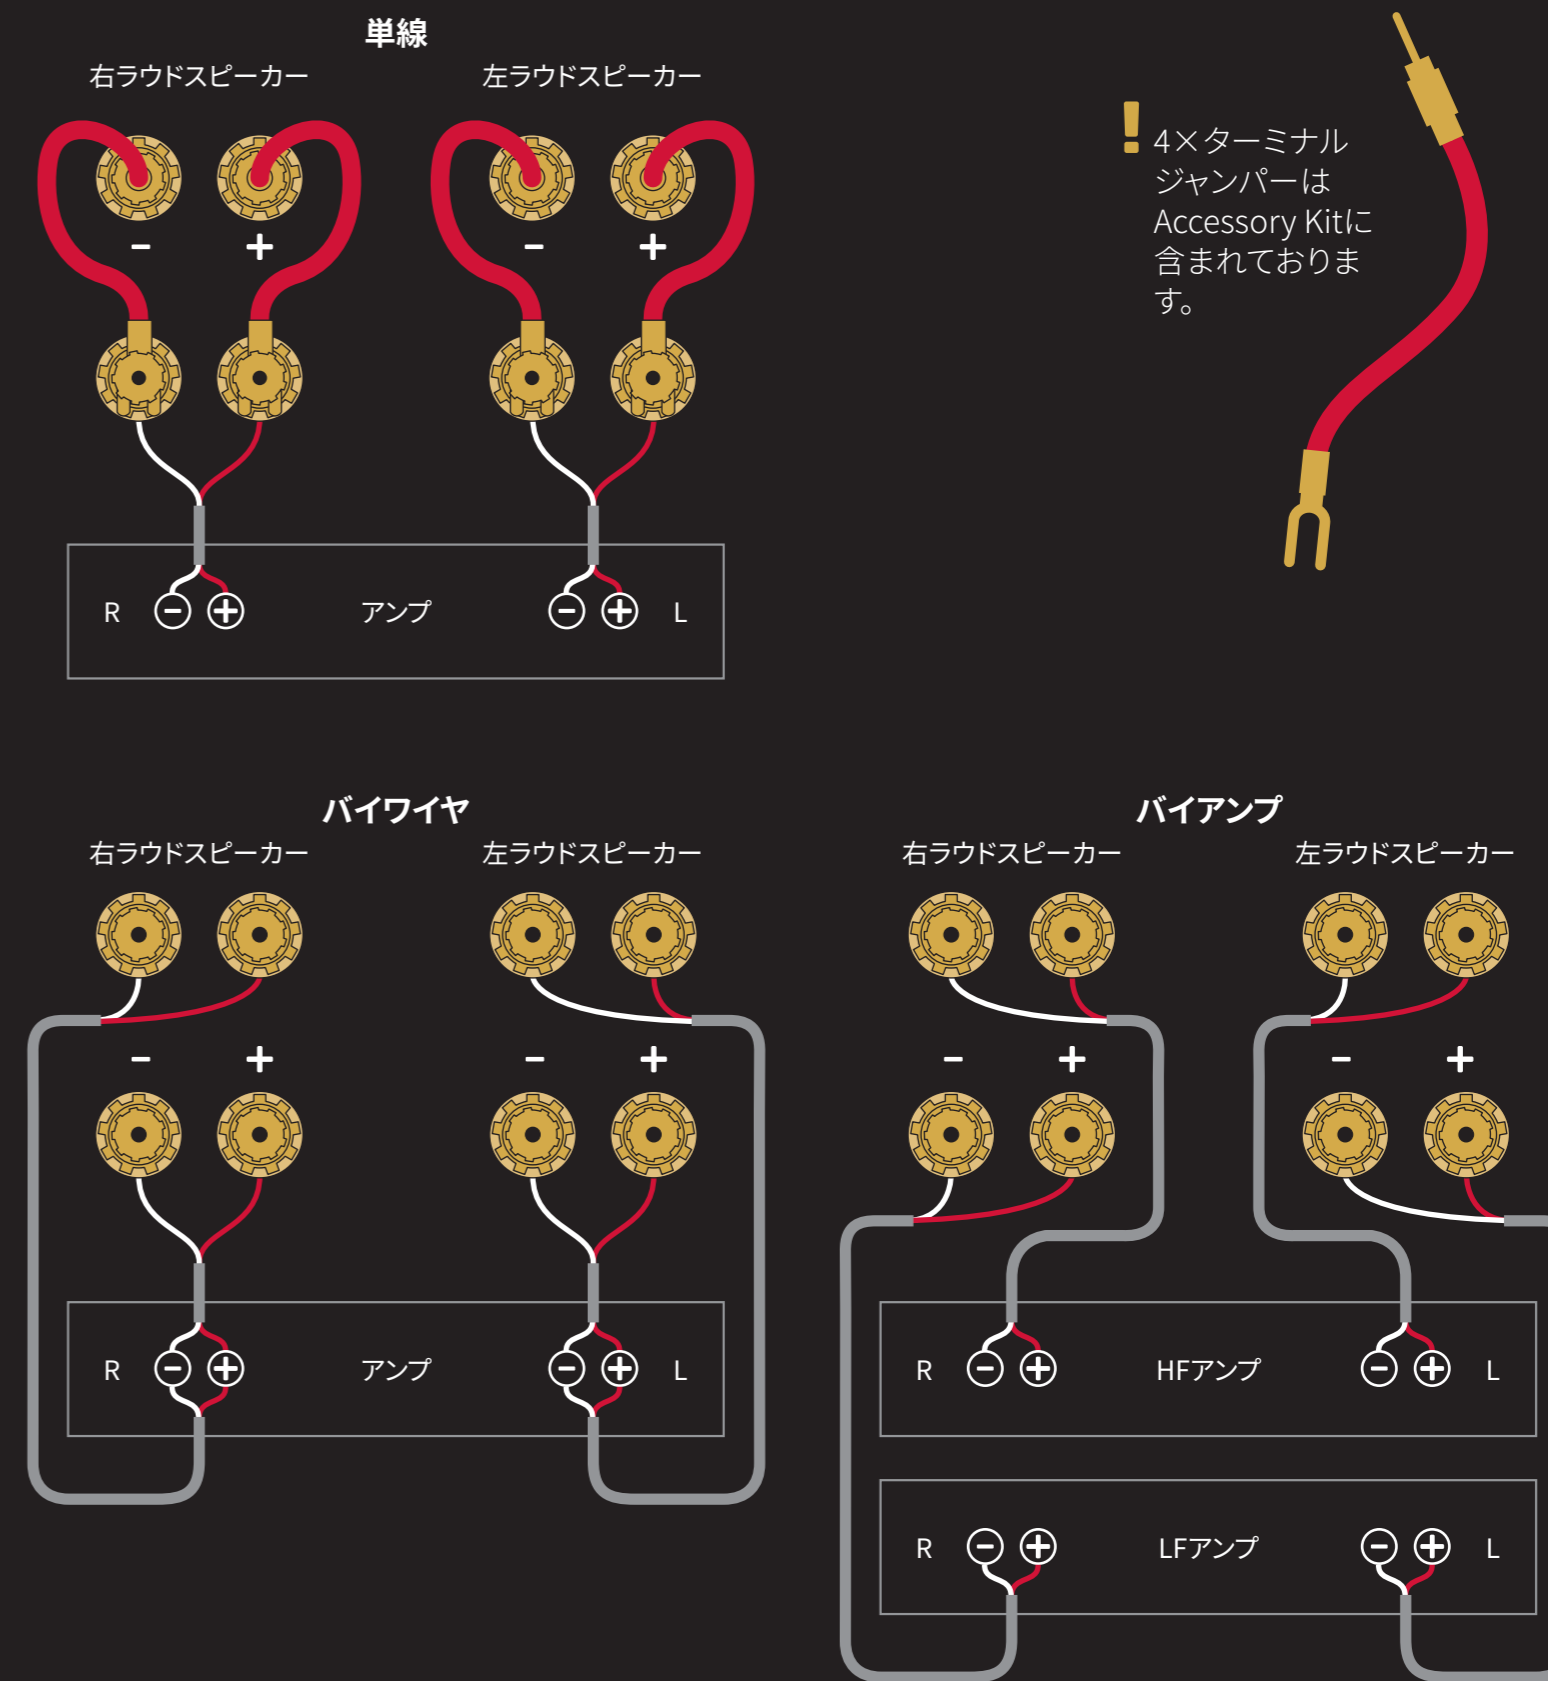 単線
右ラウドスピーカー
左ラウドスピーカー
- +
- +
R - + アンプ - + L
! 4×ターミナル
ジャンパーは
Accessory Kitに
含まれておりま
す。
バイワイヤ
右ラウドスピーカー
左ラウドスピーカー
- +
- +
R - + アンプ - + L
バイアンプ
右ラウドスピーカー
左ラウドスピーカー
- +
- +
R - + HFアンプ - + L
R - + LFアンプ - + L